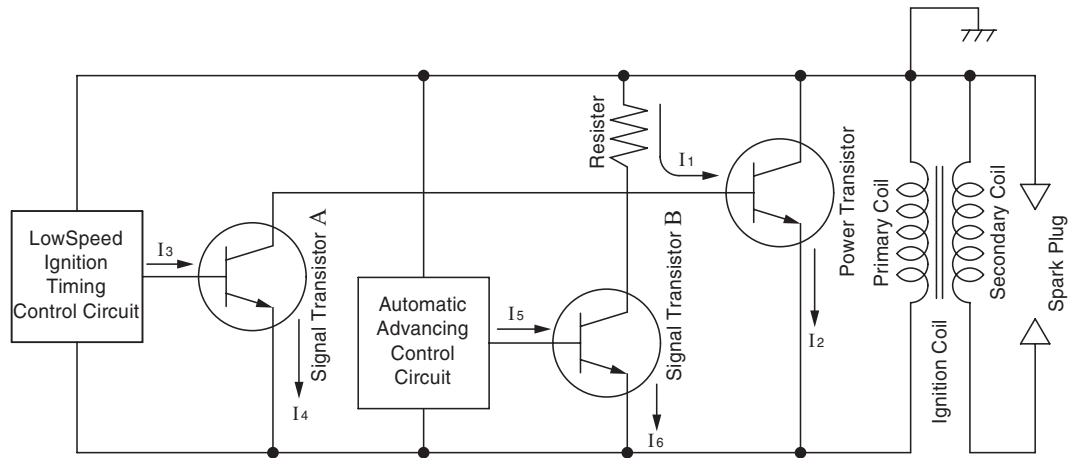 Resister
I1
Power Transistor
Primary Coil
Secondary Coil
Spark Plug
Ignition Coil
LowSpeed
Ignition
Timing
Control Circuit
I3
Signal Transistor A
I4
Automatic
Advancing
Control
Circuit
I5
Signal Transistor B
I6
I2